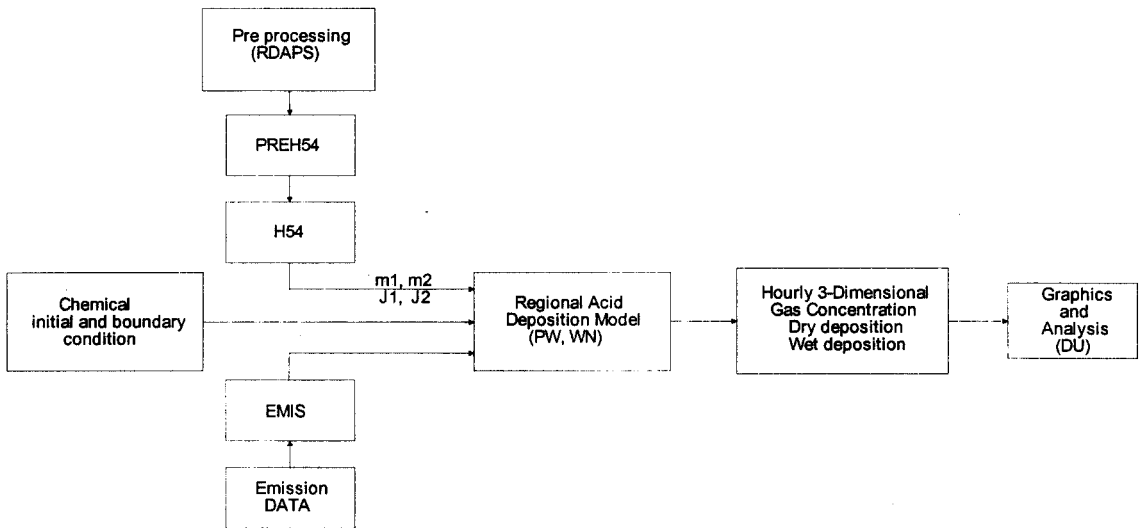 Pre processing
(RDAPS)
PREH54
H54
m1, m2
J1, J2
Chemical
initial and boundary
condition
Regional Acid
Deposition Model
(PW, WN)
Hourly 3-Dimensional
Gas Concentration
Dry deposition
Wet deposition
Graphics
and
Analysis
(DU)
EMIS
Emission
DATA